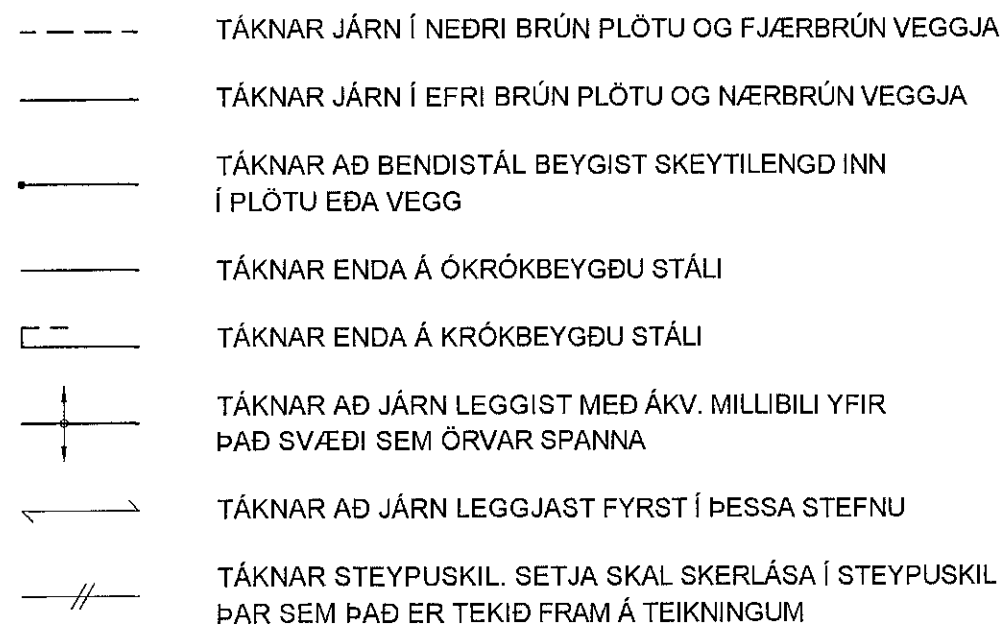 TÁKNAR JÁRN Í NEÐRI BRÚN PLÖTU OG FJÆRBRÚN VEGGJA
TÁKNAR JÁRN Í EFRI BRÚN PLÖTU OG NÆRBRÚN VEGGJA
TÁKNAR AÐ BENDISTÁL BEYGIST SKEYTILENGD INN
Í PLÖTU EÐA VEGG
TÁKNAR ENDA Á ÓKRÓKBEYGÐU STÁLI
TÁKNAR ENDA Á KRÓKBEYGÐU STÁLI
TÁKNAR AÐ JÁRN LEGGIST MEÐ ÁKV. MILLIBILI YFIR
ÞAÐ SVÆÐI SEM ÖRVAR SPANNA
TÁKNAR AÐ JÁRN LEGGJAST FYRST Í ÞESSA STEFNU
TÁKNAR STEYPUSKIL. SETJA SKAL SKERLÁSA Í STEYPUSKIL
ÞAR SEM ÞAÐ ER TEKIÐ FRAM Á TEIKNINGUM